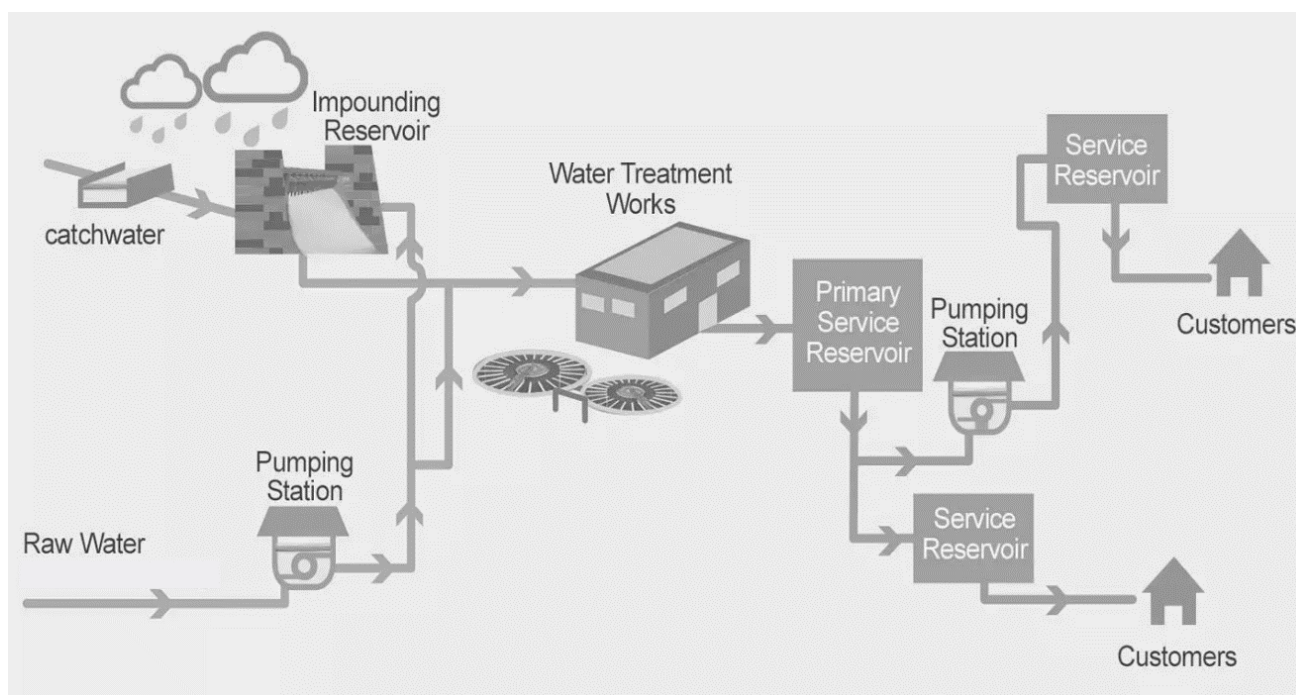 Impounding
Reservoir
catchwater
Water Treatment
Works
Service
Reservoir
Customers
Primary
Service
Reservoir
Pumping
Station
Pumping
Station
Raw Water
Service
Reservoir
Customers